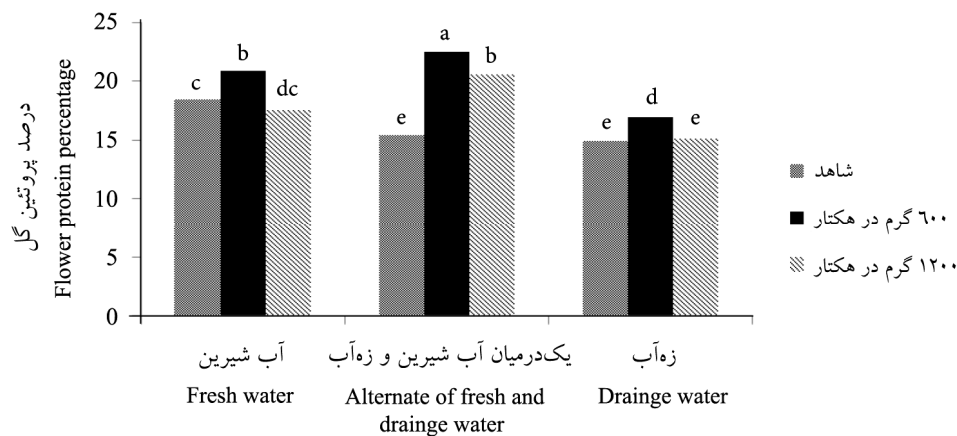 درصد پروتئین گل
Flower protein percentage
25
20
15
10
5
0
c
b
dc
e
a
b
e
d
e
آب شیرین
Fresh water
یک‌درمیان آب شیرین و زه‌آب
Alternate of fresh and
drainge water
زه‌آب
Drainge water
شاهد
٦٠٠ گرم در هکتار
١٢٠٠ گرم در هکتار